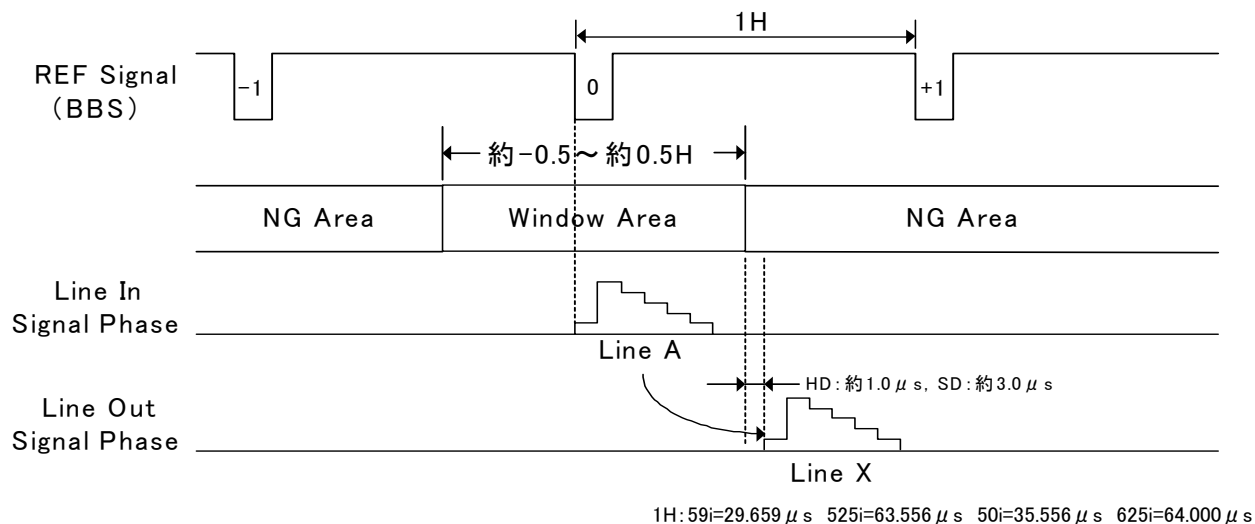 1H
REF Signal
（BBS）
-1
0
+1
約-0.5～約0.5H
NG Area
Window Area
NG Area
Line In
Signal Phase
Line A
HD:約1.0μs, SD:約3.0μs
Line Out
Signal Phase
Line X
1H:59i=29.659μs 525i=63.556μs 50i=35.556μs 625i=64.000μs